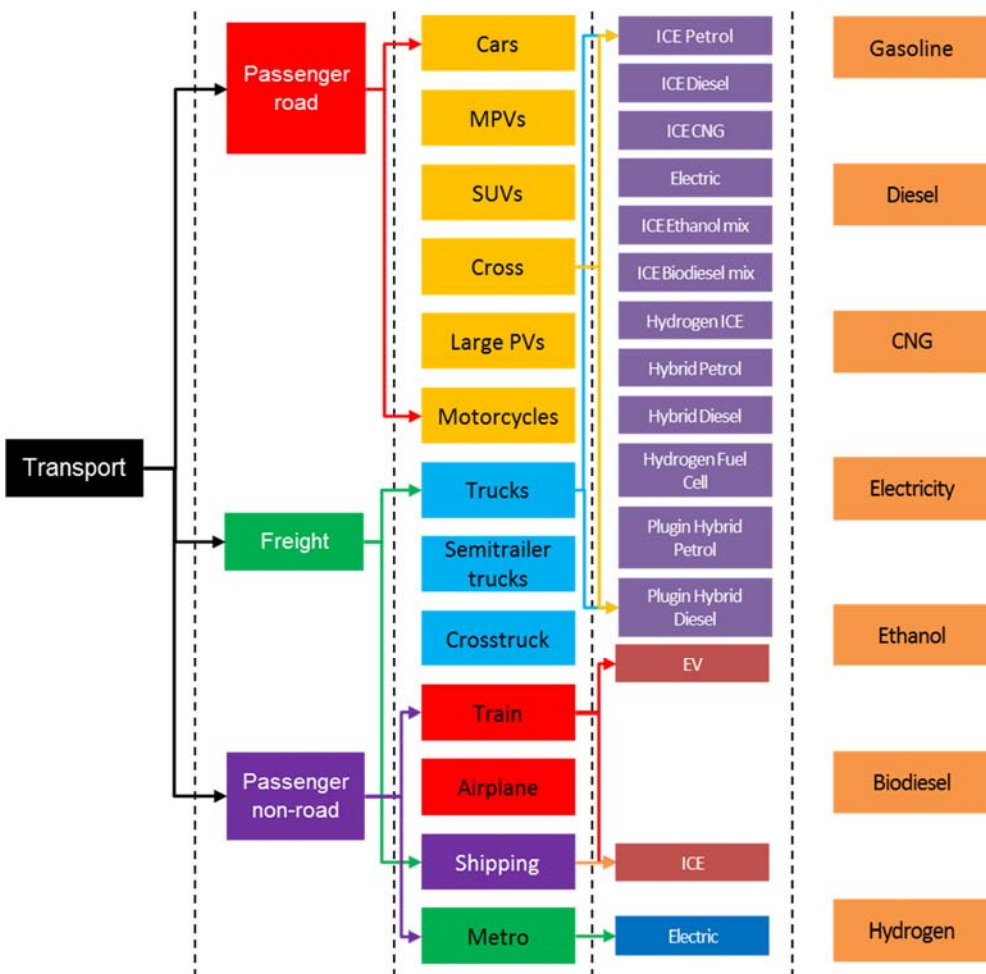 Transport
Passenger
road
Freight
Passenger
non-road
Cars
MPVs
SUVs
Cross
Large PVs
Motorcycles
Trucks
Semitrailer
trucks
Crosstruck
Train
Airplane
Shipping
Metro
ICE Petrol
ICE Diesel
ICE CNG
Electric
ICE Ethanol mix
ICE Biodiesel mix
Hydrogen ICE
Hybrid Petrol
Hybrid Diesel
Hydrogen Fuel
Cell
Plugin Hybrid
Petrol
Plugin Hybrid
Diesel
EV
ICE
Electric
Gasoline
Diesel
CNG
Electricity
Ethanol
Biodiesel
Hydrogen